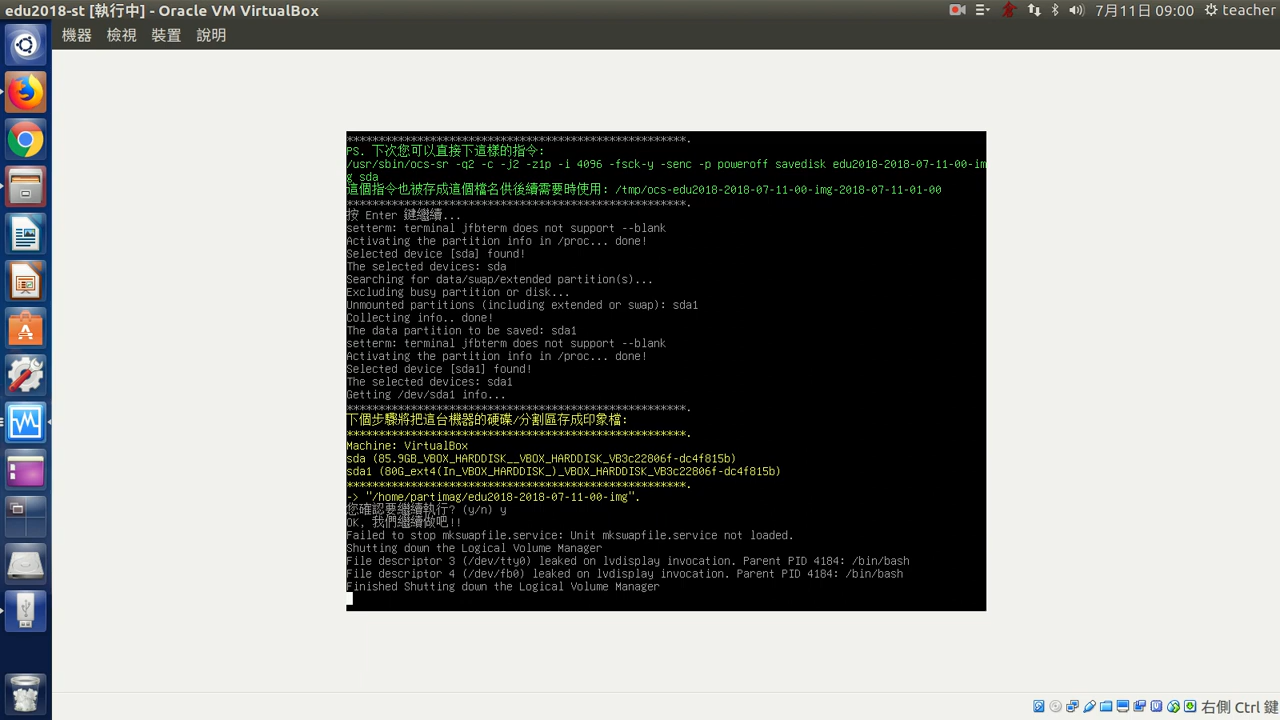 edu2018-st [執行中] - Oracle VM VirtualBox
7月11日 09:00 teacher
機器 檢視 裝置 說明
****************************************************.
PS. 下次您可以直接下這樣的指令:
/usr/sbin/ocs-sr -q2 -c -j2 -z1p -i 4096 -fsck-y -senc -p poweroff savedisk edu2018-2018-07-11-00-im
g sda
這個指令也被存成這個檔名供後續需要時使用: /tmp/ocs-edu2018-2018-07-11-00-img-2018-07-11-01-00
****************************************************.
按 Enter 鍵繼續...
setterm: terminal jfbterm does not support --blank
Activating the partition info in /proc... done!
Selected device [sda] found!
The selected devices: sda
Searching for data/swap/extended partition(s)...
Excluding busy partition or disk...
Unmounted partitions (including extended or swap): sda1
Collecting info.. done!
The data partition to be saved: sda1
setterm: terminal jfbterm does not support --blank
Activating the partition info in /proc... done!
Selected device [sda1] found!
The selected devices: sda1
Getting /dev/sda1 info...
****************************************************.
下個步驟將把這台機器的硬碟/分割區存成印象檔:
****************************************************.
Machine: VirtualBox
sda (85.9GB_VBOX_HARDDISK__VBOX_HARDDISK_VB3c22806f-dc4f815b)
sda1 (80G_ext4(In_VBOX_HARDDISK_)_VBOX_HARDDISK_VB3c22806f-dc4f815b)
****************************************************.
-> "/home/partimag/edu2018-2018-07-11-00-img".
您確認要繼續執行? (y/n) y
OK, 我們繼續做吧!!
Failed to stop mkswapfile.service: Unit mkswapfile.service not loaded.
Shutting down the Logical Volume Manager
File descriptor 3 (/dev/tty0) leaked on lvdisplay invocation. Parent PID 4184: /bin/bash
File descriptor 4 (/dev/fb0) leaked on lvdisplay invocation. Parent PID 4184: /bin/bash
Finished Shutting down the Logical Volume Manager
右側 Ctrl 鍵